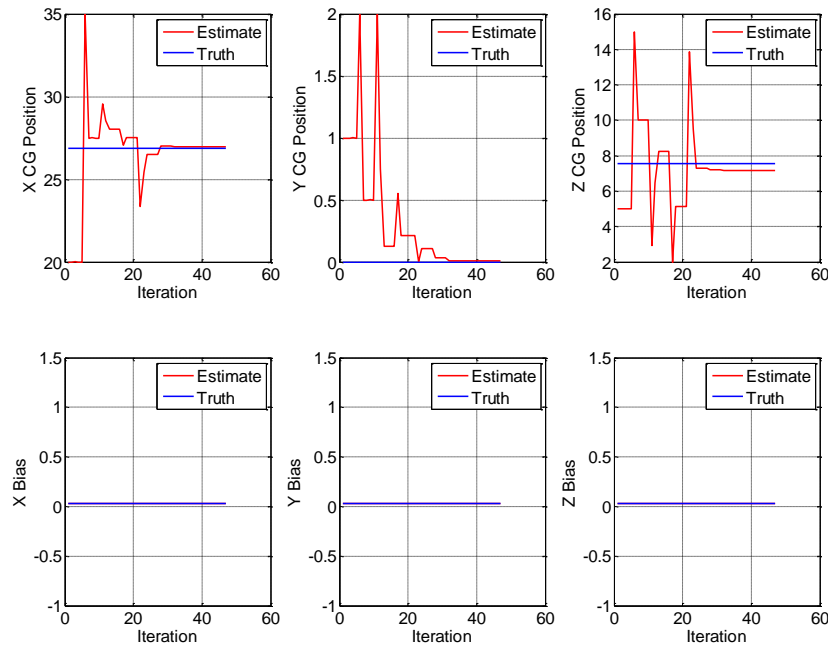 35
30
25
20
X CG Position
0
20
40
60
Iteration
Estimate
Truth
2
1.5
1
0.5
0
Y CG Position
0
20
40
60
Iteration
Estimate
Truth
16
14
12
10
8
6
4
2
Z CG Position
0
20
40
60
Iteration
Estimate
Truth
1.5
1
0.5
0
-0.5
-1
X Bias
0
20
40
60
Iteration
Estimate
Truth
1.5
1
0.5
0
-0.5
-1
Y Bias
0
20
40
60
Iteration
Estimate
Truth
1.5
1
0.5
0
-0.5
-1
Z Bias
0
20
40
60
Iteration
Estimate
Truth